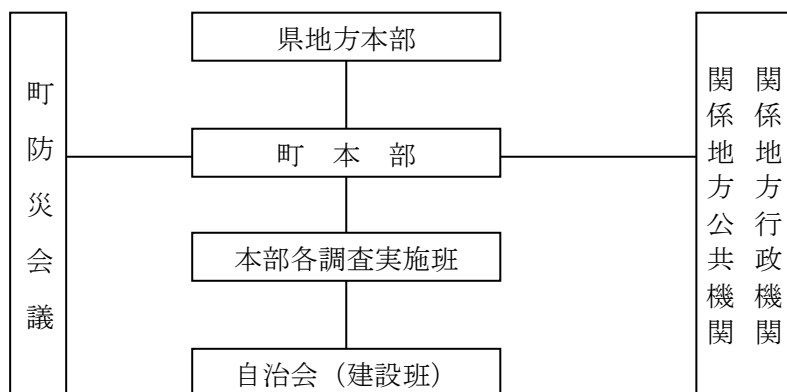 県地方本部
町防災会議
町本部
関係地方行政機関
関係地方公共機関
本部各調査実施班
自治会（建設班）